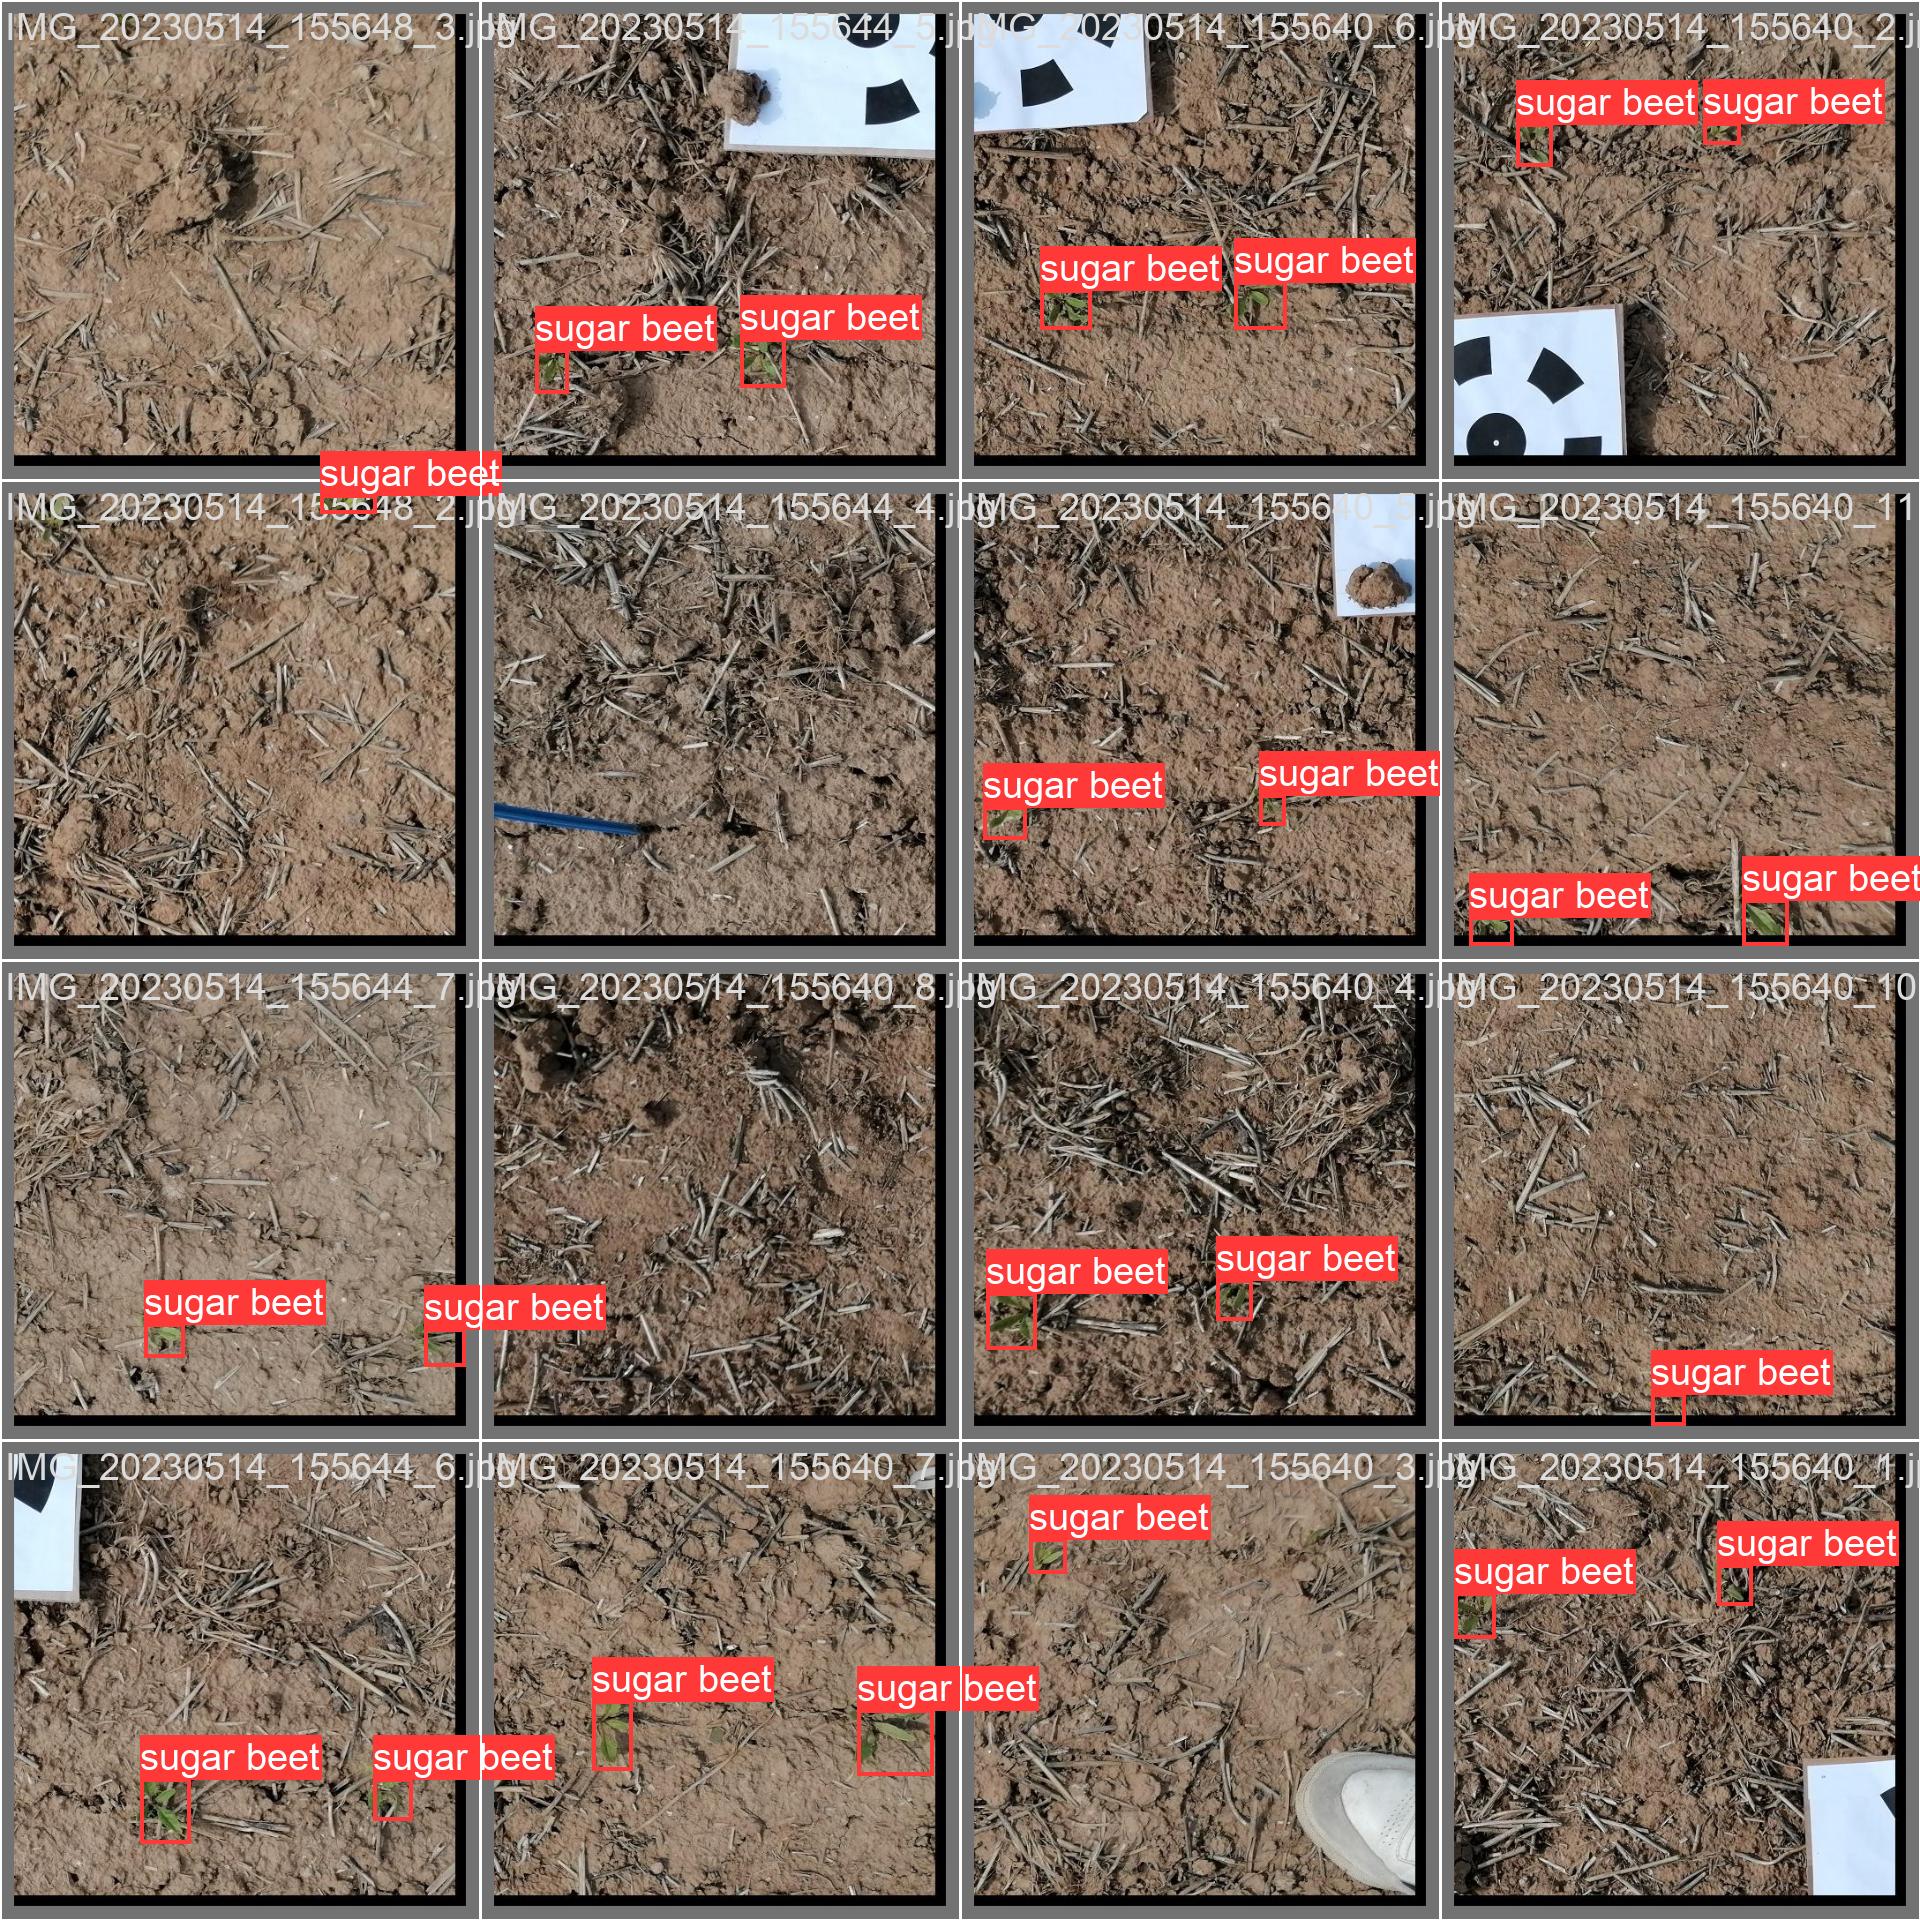 IMG_20230514_155648_3.jpg
IMG_20230514_155644_5.jpg
IMG_20230514_155640_6.jpg
IMG_20230514_155640_2.j
sugar beet
sugar beet
sugar beet
sugar beet
sugar beet
sugar beet
sugar beet
IMG_20230514_155648_2.jpg
IMG_20230514_155644_4.jpg
IMG_20230514_155640_5.jpg
IMG_20230514_155640_11
sugar beet
sugar beet
sugar beet
sugar beet
IMG_20230514_155644_7.jpg
IMG_20230514_155640_8.jpg
IMG_20230514_155640_4.jpg
IMG_20230514_155640_10
sugar beet
sugar beet
sugar beet
sugar beet
sugar beet
IMG_20230514_155644_6.jpg
IMG_20230514_155640_7.jpg
IMG_20230514_155640_3.jpg
IMG_20230514_155640_1.j
sugar beet
sugar beet
sugar beet
sugar beet
sugar beet
sugar beet
sugar beet